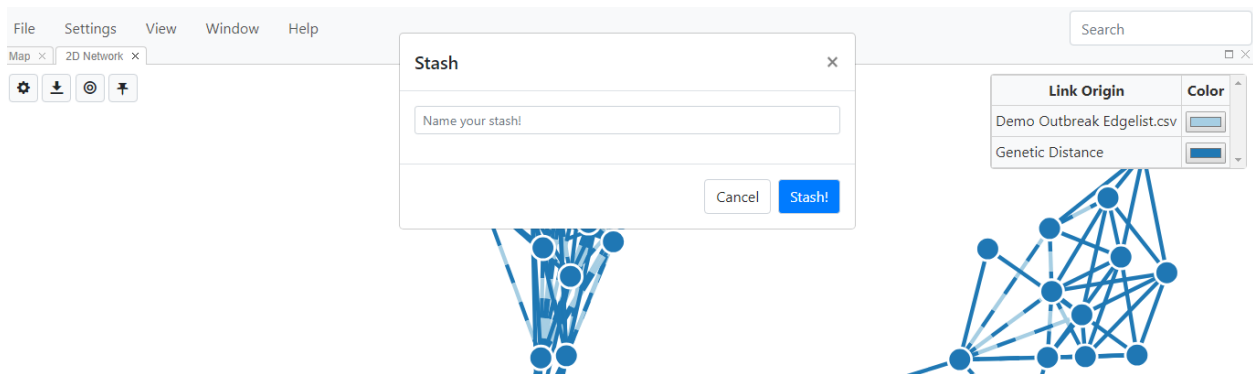 File Settings View Window Help Search
Map × 2D Network ×
Stash ×
Name your stash!
Cancel Stash!
Link Origin Color
Demo Outbreak Edgelist.csv
Genetic Distance